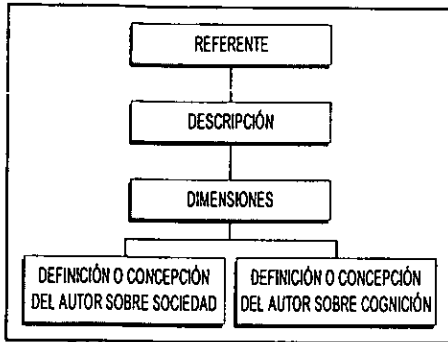 REFERENTE
DESCRIPCIÓN
DIMENSIONES
DEFINICIÓN O CONCEPCIÓN
DEL AUTOR SOBRE SOCIEDAD
DEFINICIÓN O CONCEPCIÓN
DEL AUTOR SOBRE COGNICIÓN